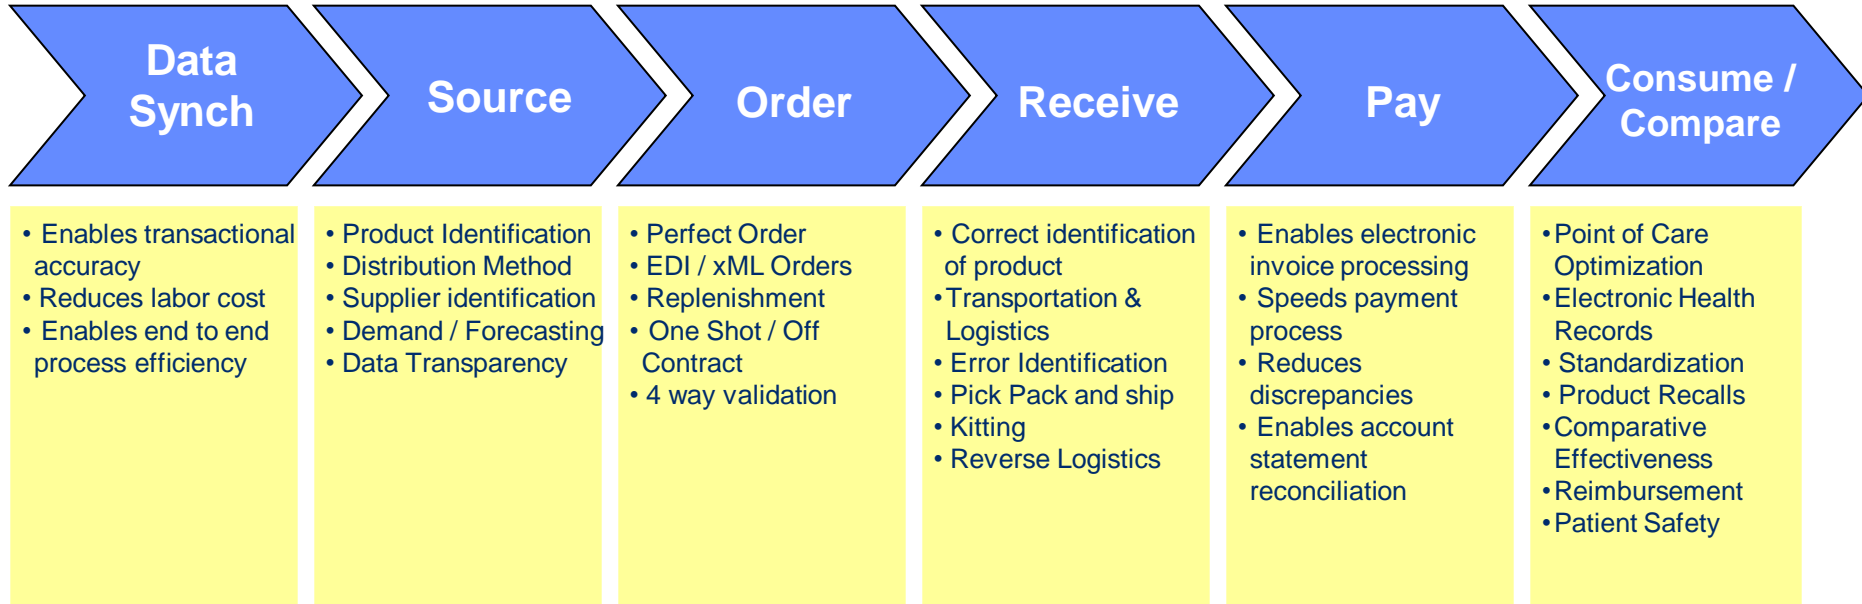 Data
Synch
Source
Order
Receive
Pay
Consume /
Compare
• Enables transactional
accuracy
• Reduces labor cost
• Enables end to end
process efficiency
• Product Identification
• Distribution Method
• Supplier identification
• Demand / Forecasting
• Data Transparency
• Perfect Order
• EDI / xML Orders
• Replenishment
• One Shot / Off
Contract
• 4 way validation
• Correct identification
of product
• Transportation &
Logistics
• Error Identification
• Pick Pack and ship
• Kitting
• Reverse Logistics
• Enables electronic
invoice processing
• Speeds payment
process
• Reduces
discrepancies
• Enables account
statement
reconciliation
• Point of Care
Optimization
• Electronic Health
Records
• Standardization
• Product Recalls
• Comparative
Effectiveness
• Reimbursement
• Patient Safety